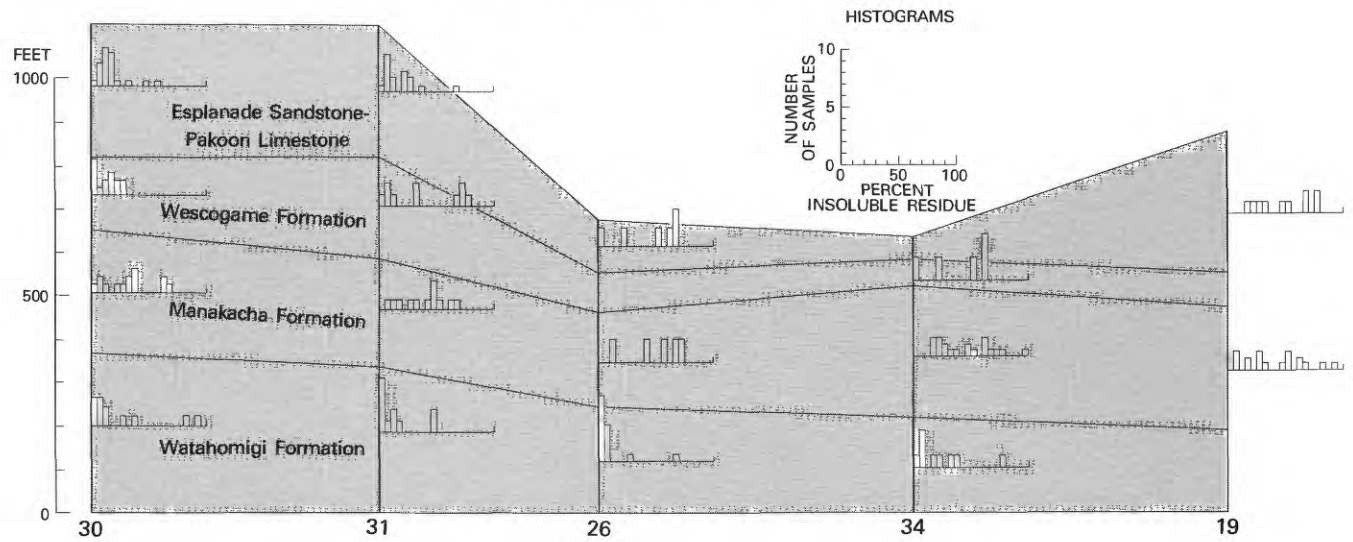 HISTOGRAMS
FEET
10
5
0
NUMBER
OF SAMPLES
0 50 100
PERCENT
INSOLUBLE RESIDUE
1000
Esplanade Sandstone-
Pakoon Limestone
Wescogame Formation
500
Manakacha Formation
Watahomigi Formation
0
30 31 26 34 19